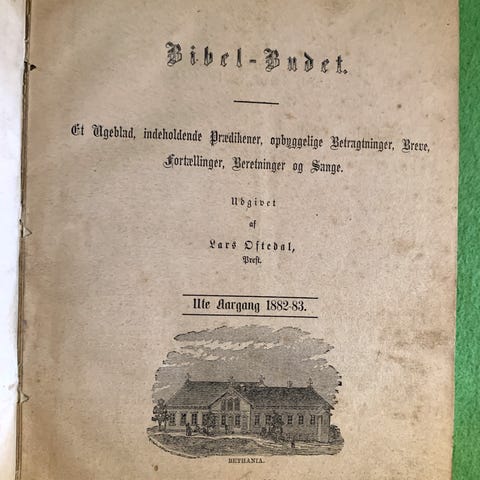 Bibel-Budet.
Et Ugeblad, indeholdende Prædikener, opbyggelige Betragtninger, Breve,
Fortællinger, Beretninger og Sange.
Udgivet
af
Lars Oftedal,
Prest.
11te Aargang 1882-83.
BETHANIA.